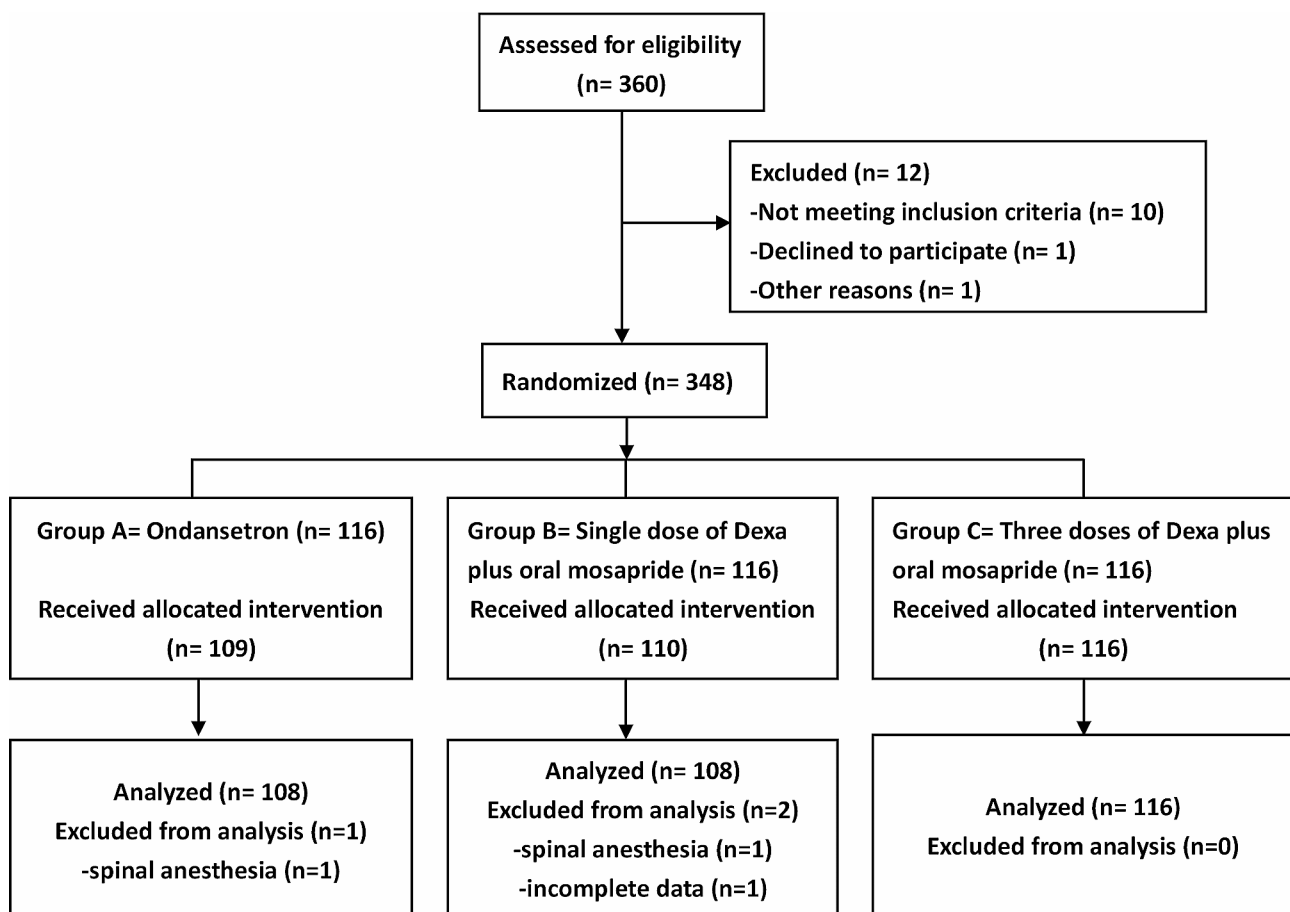 Assessed for eligibility
(n= 360)
Excluded (n= 12)
-Not meeting inclusion criteria (n= 10)
-Declined to participate (n= 1)
-Other reasons (n= 1)
Randomized (n= 348)
Group A= Ondansetron (n= 116)
Received allocated intervention
(n= 109)
Group B= Single dose of Dexa
plus oral mosapride (n= 116)
Received allocated intervention
(n= 110)
Group C= Three doses of Dexa plus
oral mosapride (n= 116)
Received allocated intervention
(n= 116)
Analyzed (n= 108)
Excluded from analysis (n=1)
-spinal anesthesia (n=1)
Analyzed (n= 108)
Excluded from analysis (n=2)
-spinal anesthesia (n=1)
-incomplete data (n=1)
Analyzed (n= 116)
Excluded from analysis (n=0)